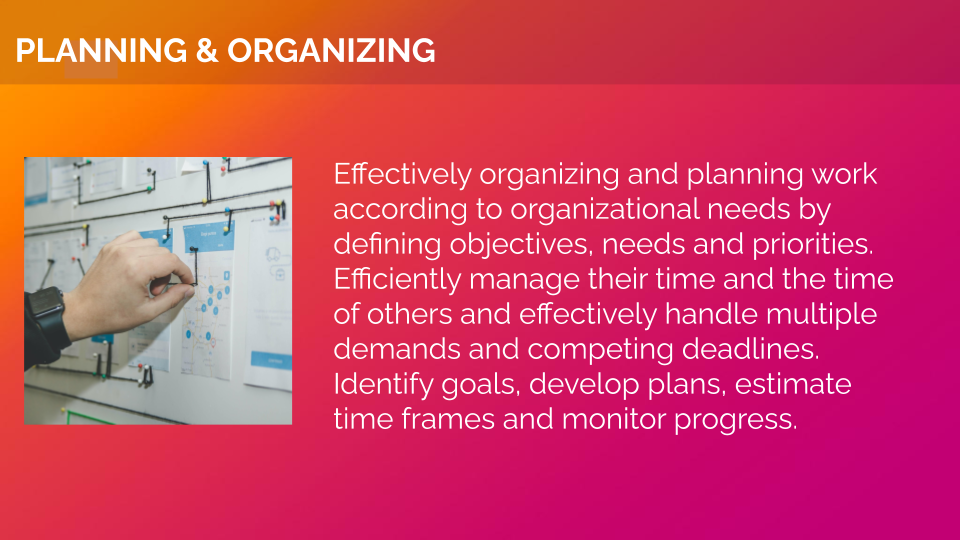 PLANNING & ORGANIZING
Effectively organizing and planning work
according to organizational needs by
defining objectives, needs and priorities.
Efficiently manage their time and the time
of others and effectively handle multiple
demands and competing deadlines.
Identify goals, develop plans, estimate
time frames and monitor progress.